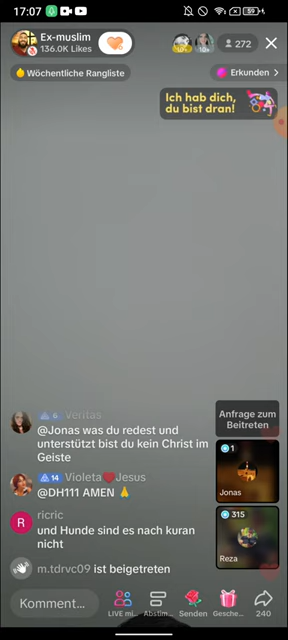 17:07
59
Ex-muslim
136.0K Likes
272
Wöchentliche Rangliste
Erkunden
Ich hab dich,
du bist dran!
6 Veritas
@Jonas was du redest und
unterstützt bist du kein Christ im
Geiste
14 Violeta❤️Jesus
@DH111 AMEN 🙏
R
ricric
und Hunde sind es nach kuran
nicht
m.tdrvc09 ist beigetreten
Anfrage zum
Beitreten
1
Jonas
315
Reza
Komment...
LIVE mi...
Abstim...
Senden
Gesche...
240